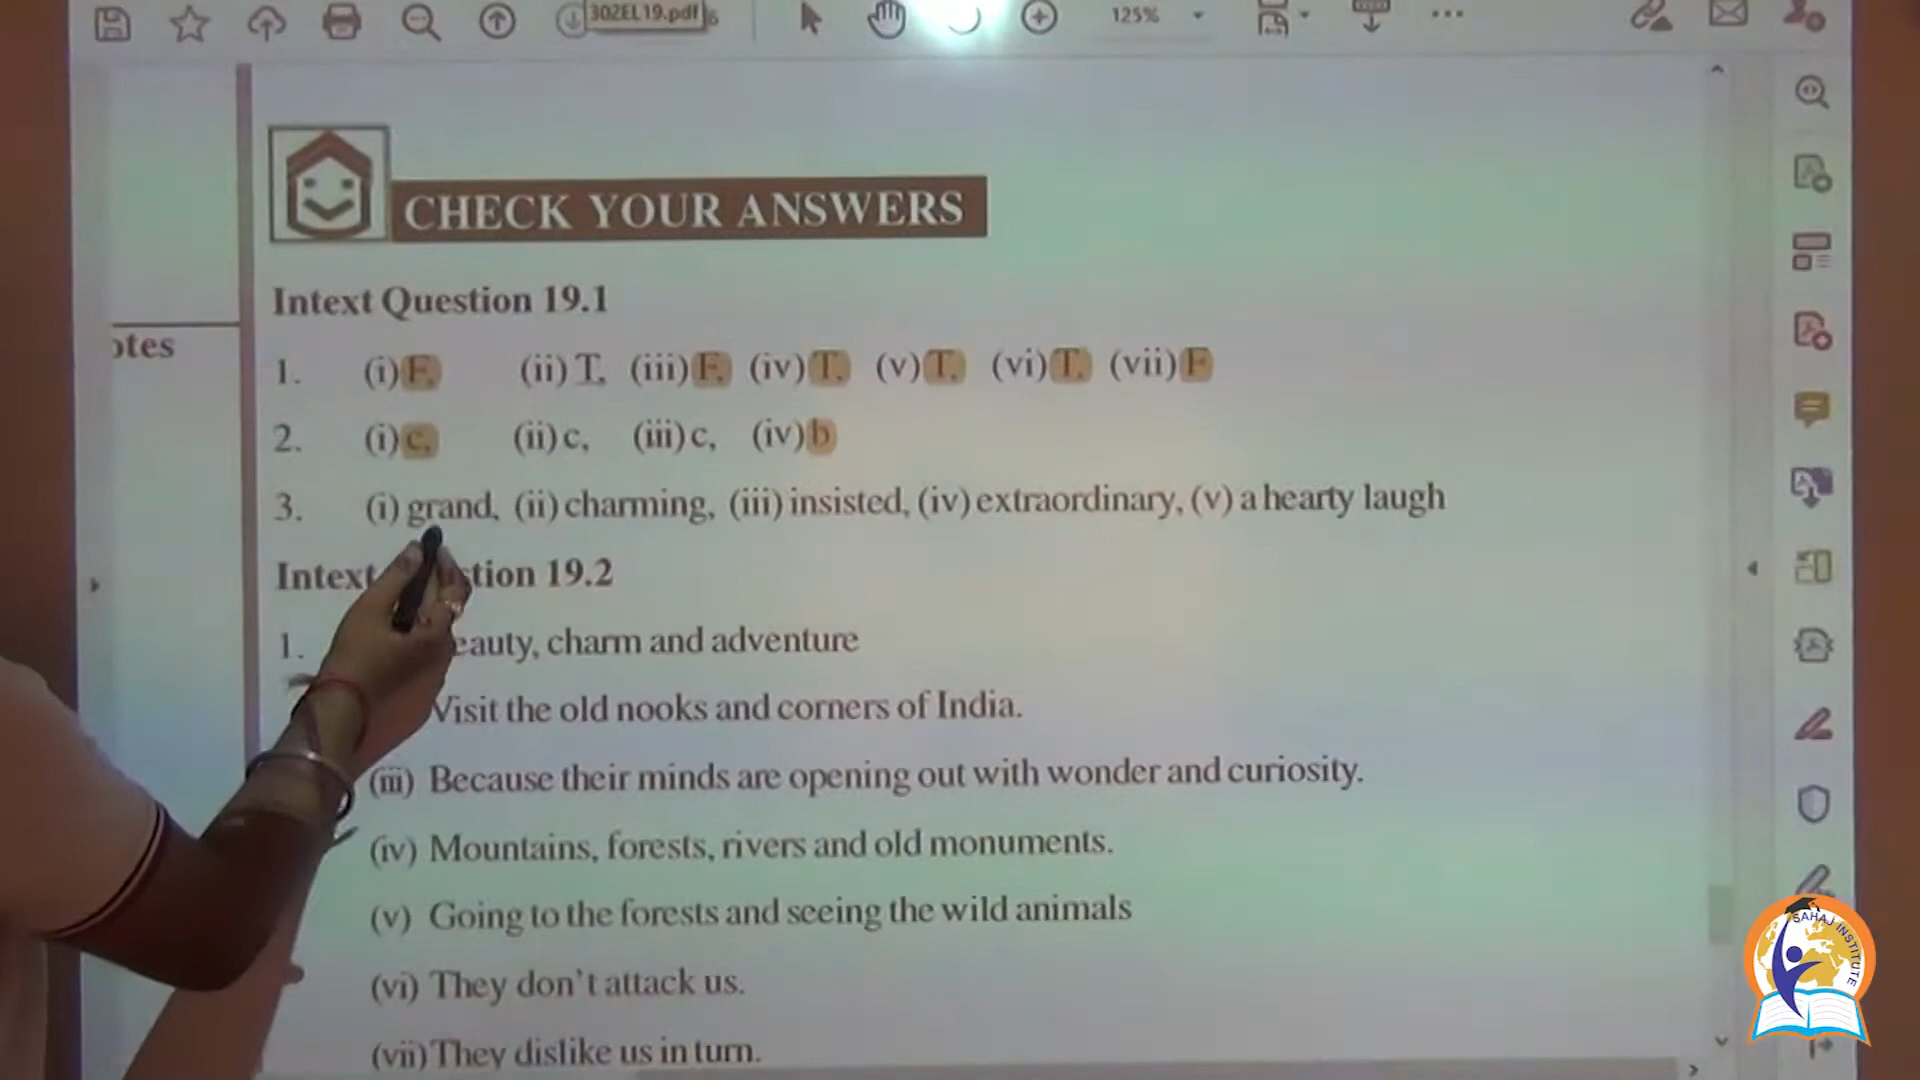 302EL19.pdf
125%
CHECK YOUR ANSWERS
Intext Question 19.1
otes
1. (i) F, (ii) T, (iii) F, (iv) T, (v) T, (vi) T, (vii) F
2. (i) c, (ii) c, (iii) c, (iv) b
3. (i) grand, (ii) charming, (iii) insisted, (iv) extraordinary, (v) a hearty laugh
Intext stion 19.2
1. eauty, charm and adventure
Visit the old nooks and corners of India.
(iii) Because their minds are opening out with wonder and curiosity.
(iv) Mountains, forests, rivers and old monuments.
(v) Going to the forests and seeing the wild animals
(vi) They don't attack us.
(vii) They dislike us in turn.
SAHAJ INSTITUTE